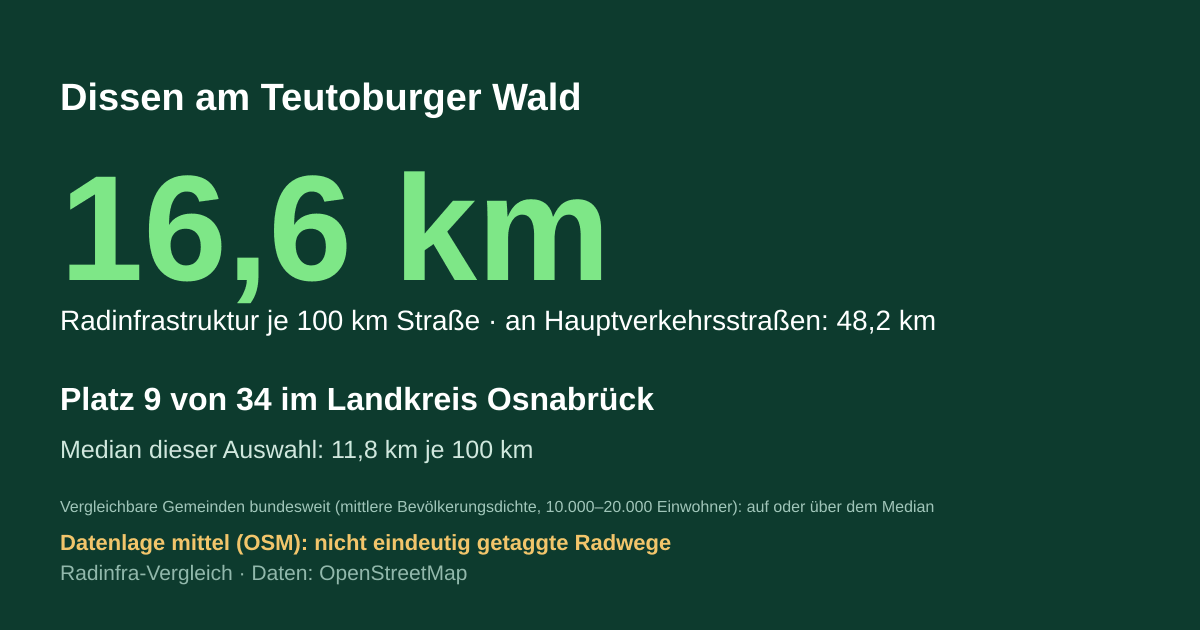 Dissen am Teutoburger Wald
16,6 km
Radinfrastruktur je 100 km Straße · an Hauptverkehrsstraßen: 48,2 km
Platz 9 von 34 im Landkreis Osnabrück
Median dieser Auswahl: 11,8 km je 100 km
Vergleichbare Gemeinden bundesweit (mittlere Bevölkerungsdichte, 10.000–20.000 Einwohner): auf oder über dem Median
Datenlage mittel (OSM): nicht eindeutig getaggte Radwege
Radinfra-Vergleich · Daten: OpenStreetMap